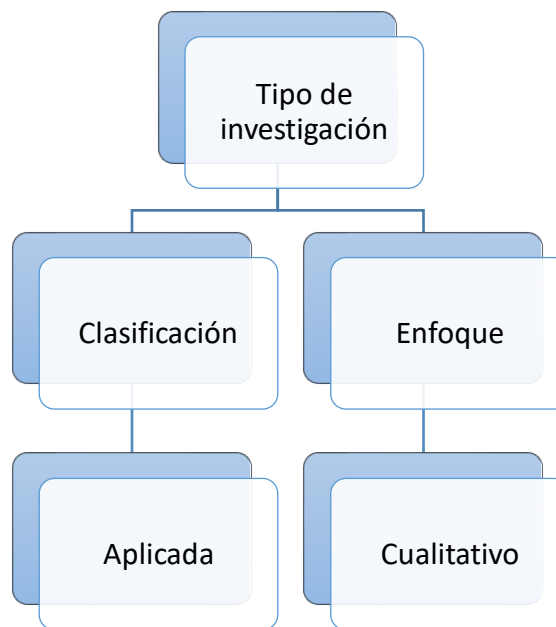 Tipo de
investigación
Clasificación
Enfoque
Aplicada
Cualitativo